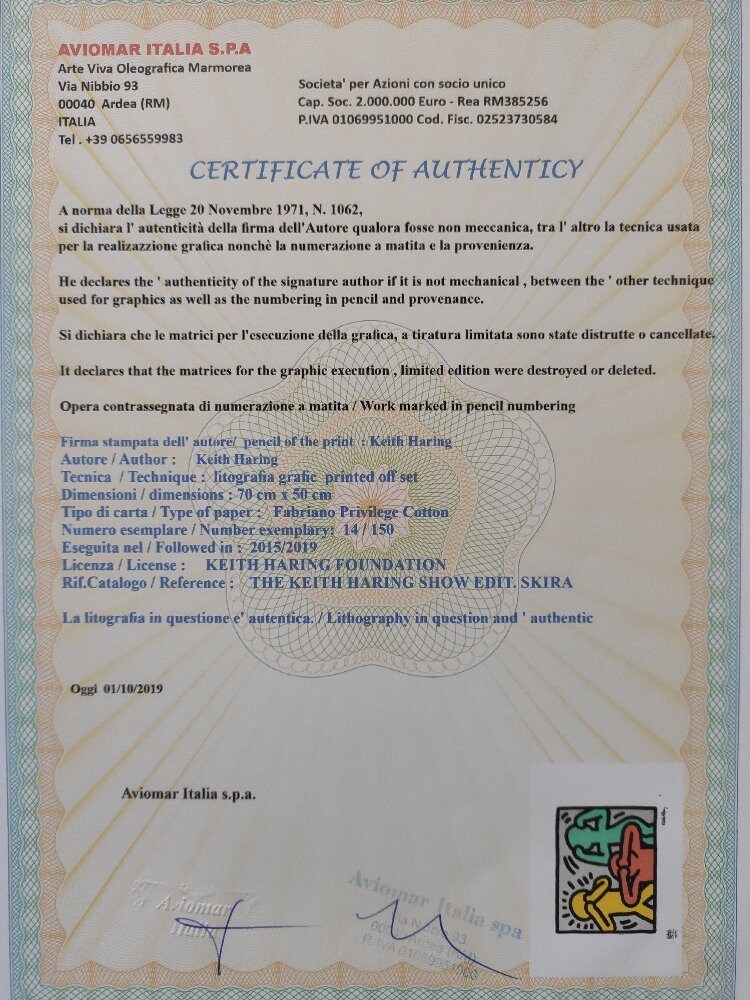 AVIOMAR ITALIA S.P.A
Arte Viva Oleografica Marmorea
Via Nibbio 93
00040 Ardea (RM)
ITALIA
Tel . +39 0656559983
Societa' per Azioni con socio unico
Cap. Soc. 2.000.000 Euro - Rea RM385256
P.IVA 01069951000 Cod. Fisc. 02523730584
CERTIFICATE OF AUTHENTICY
A norma della Legge 20 Novembre 1971, N. 1062,
si dichiara l' autenticità della firma dell'Autore qualora fosse non meccanica, tra l' altro la tecnica usata
per la realizazzione grafica nonchè la numerazione a matita e la provenienza.
He declares the ' authenticity of the signature author if it is not mechanical , between the ' other technique
used for graphics as well as the numbering in pencil and provenance.
Si dichiara che le matrici per l'esecuzione della grafica, a tiratura limitata sono state distrutte o cancellate.
It declares that the matrices for the graphic execution , limited edition were destroyed or deleted.
Opera contrassegnata di numerazione a matita / Work marked in pencil numbering
Firma stampata dell' autore/ pencil of the print : Keith Haring
Autore / Author : Keith Haring
Tecnica / Technique : litografia grafic printed off set
Dimensioni / dimensions : 70 cm x 50 cm
Tipo di carta / Type of paper : Fabriano Privilege Cotton
Numero esemplare / Number exemplary: 14 / 150
Eseguita nel / Followed in : 2015/2019
Licenza / License : KEITH HARING FOUNDATION
Rif.Catalogo / Reference : THE KEITH HARING SHOW EDIT. SKIRA
La litografia in questione e' autentica. / Lithography in question and ' authentic
Oggi 01/10/2019
Aviomar Italia s.p.a.
Aviomar
Italia
Aviomar Italia spa
P. IVA 01069951000